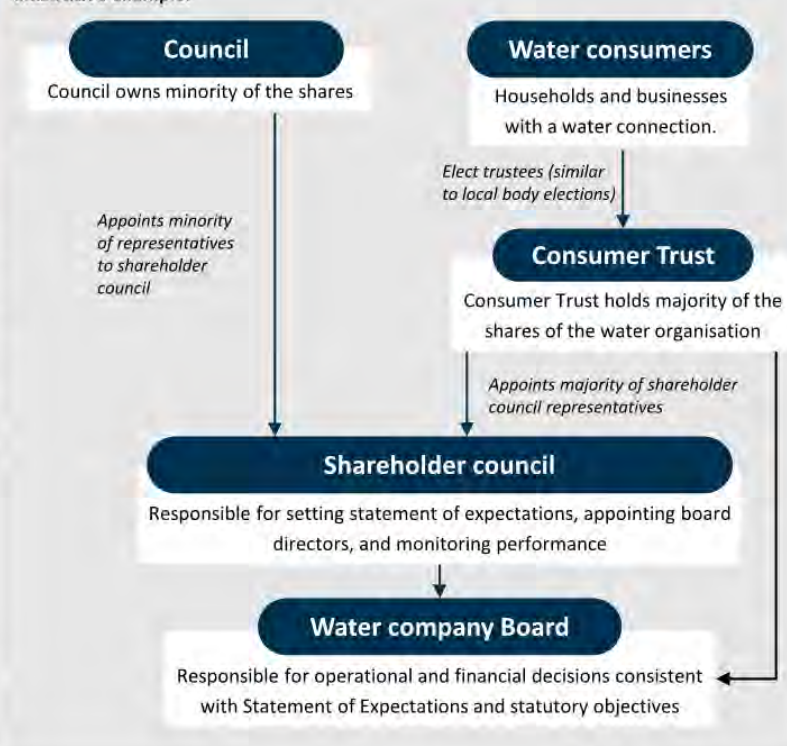 Council
Council owns minority of the shares
Water consumers
Households and businesses
with a water connection.
Elect trustees (similar
to local body elections)
Appoints minority
of representatives
to shareholder
council
Consumer Trust
Consumer Trust holds majority of the
shares of the water organisation
Appoints majority of shareholder
council representatives
Shareholder council
Responsible for setting statement of expectations, appointing board
directors, and monitoring performance
Water company Board
Responsible for operational and financial decisions consistent
with Statement of Expectations and statutory objectives